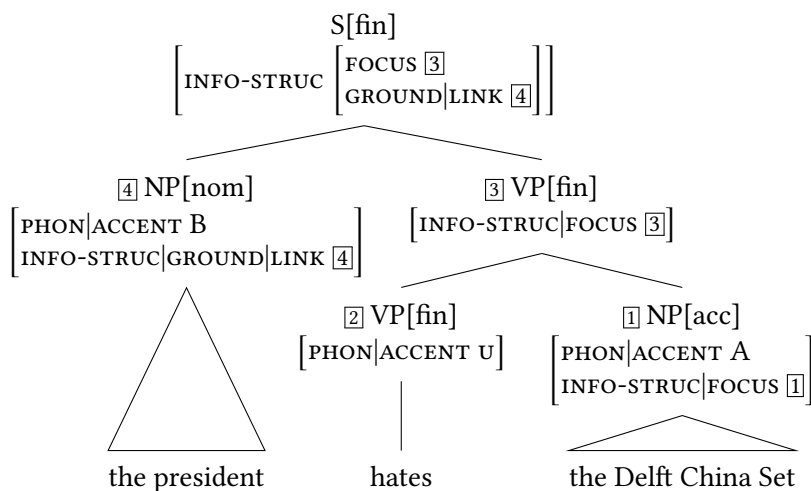 S[fin]
[INFO-STRUC [FOCUS 3
GROUND|LINK 4]]
4 NP[nom]
[PHON|ACCENT B
INFO-STRUC|GROUND|LINK 4]
3 VP[fin]
[INFO-STRUC|FOCUS 3]
2 VP[fin]
[PHON|ACCENT U]
1 NP[acc]
[PHON|ACCENT A
INFO-STRUC|FOCUS 1]
the president hates the Delft China Set